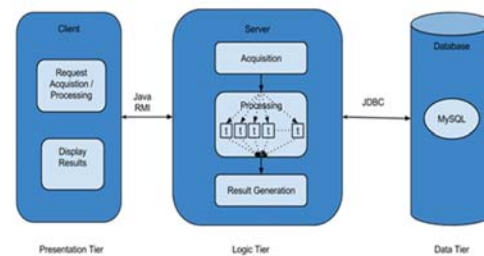 Client
Request
Acquistion /
Processing
Display
Results
Presentation Tier
Java
RMI
Server
Acquisition
Processing
t t t t t
Result Generation
Logic Tier
JDBC
Database
MySQL
Data Tier